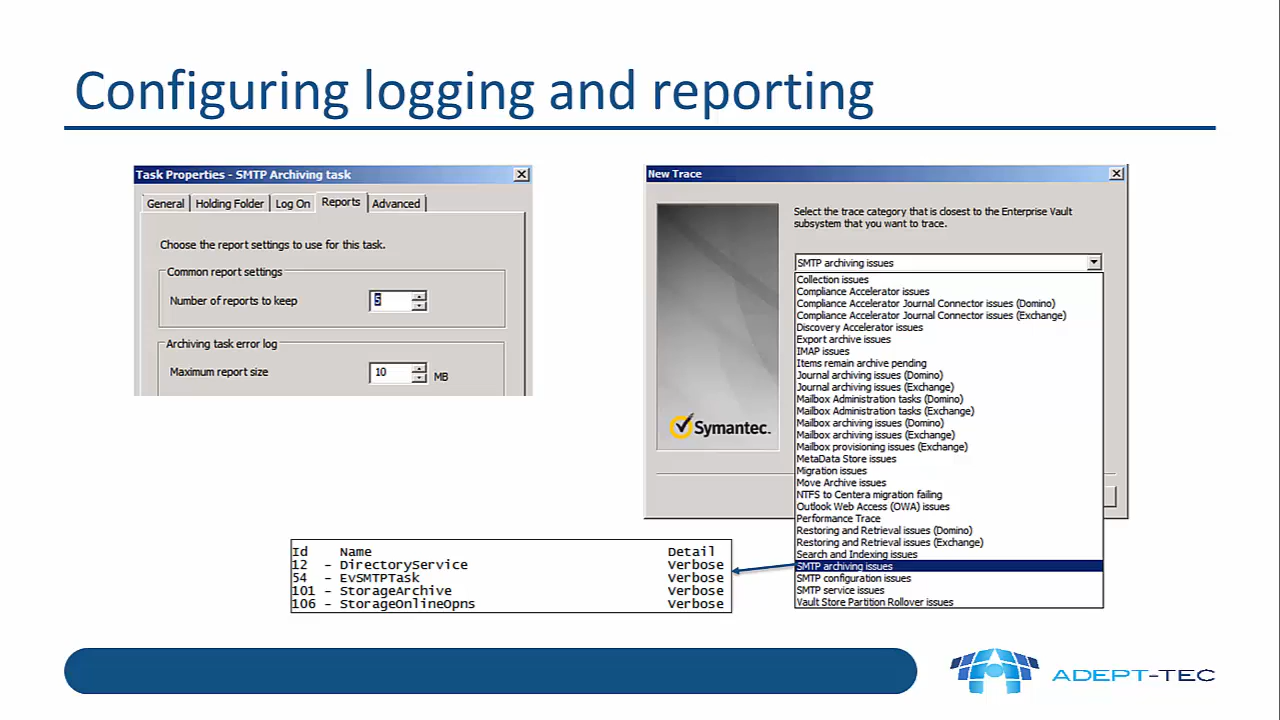 Configuring logging and reporting
Task Properties - SMTP Archiving task
General
Holding Folder
Log On
Reports
Advanced
Choose the report settings to use for this task.
Common report settings
Number of reports to keep
5
Archiving task error log
Maximum report size
10
MB
New Trace
Select the trace category that is closest to the Enterprise Vault
subsystem that you want to trace.
SMTP archiving issues
Collection issues
Compliance Accelerator issues
Compliance Accelerator Journal Connector issues (Domino)
Compliance Accelerator Journal Connector issues (Exchange)
Discovery Accelerator issues
Export archive issues
IMAP issues
Items remain archive pending
Journal archiving issues (Domino)
Journal archiving issues (Exchange)
Mailbox Administration tasks (Domino)
Mailbox Administration tasks (Exchange)
Mailbox archiving issues (Domino)
Mailbox archiving issues (Exchange)
Mailbox provisioning issues (Exchange)
MetaData Store issues
Migration issues
Move Archive issues
NTFS to Centera migration failing
Outlook Web Access (OWA) issues
Performance Trace
Restoring and Retrieval issues (Domino)
Restoring and Retrieval issues (Exchange)
Search and Indexing issues
SMTP archiving issues
SMTP configuration issues
SMTP service issues
Vault Store Partition Rollover issues
Symantec.
Id Name Detail
12 - DirectoryService Verbose
54 - EvSMTPTask Verbose
101 - StorageArchive Verbose
106 - StorageOnlineOpns Verbose
ADEPT-TEC